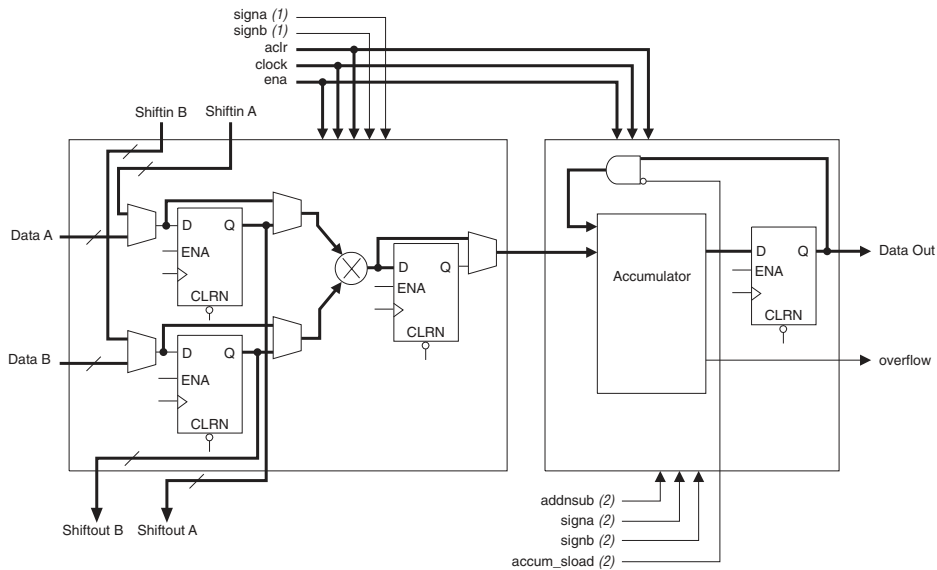 signa (1)
signb (1)
aclr
clock
ena
Shiftin B
Shiftin A
Data A
D Q
ENA
CLRN
Data B
D Q
ENA
CLRN
D Q
ENA
CLRN
Shiftout B
Shiftout A
Accumulator
D Q
ENA
CLRN
Data Out
overflow
addnsub (2)
signa (2)
signb (2)
accum_sload (2)